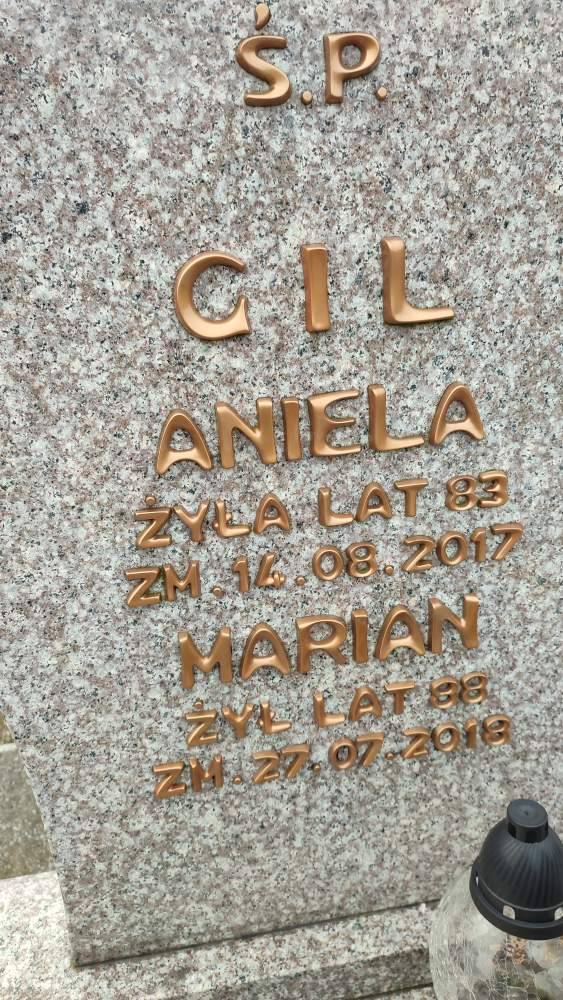 Ś.P.
GIL
ANIELA
ŻYŁA LAT 83
ZM. 14.08.2017
MARIAN
ŻYŁ LAT 88
ZM. 27.07.2018